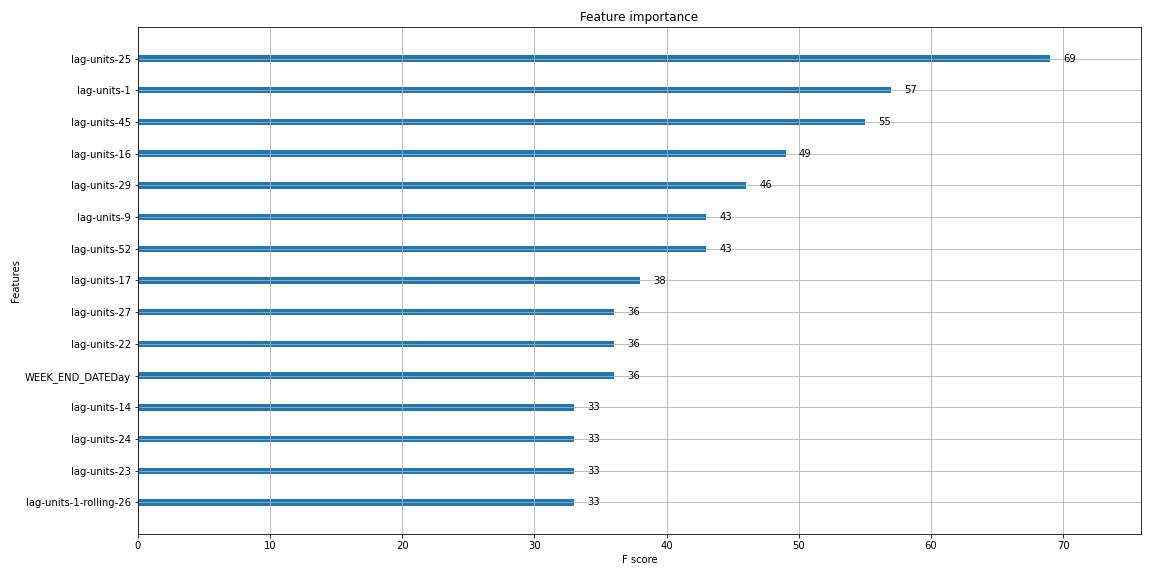 Feature importance
Features
lag-units-25 69
lag-units-1 57
lag-units-45 55
lag-units-16 49
lag-units-29 46
lag-units-9 43
lag-units-52 43
lag-units-17 38
lag-units-27 36
lag-units-22 36
WEEK_END_DATEDay 36
lag-units-14 33
lag-units-24 33
lag-units-23 33
lag-units-1-rolling-26 33
0 10 20 30 40 50 60 70
F score